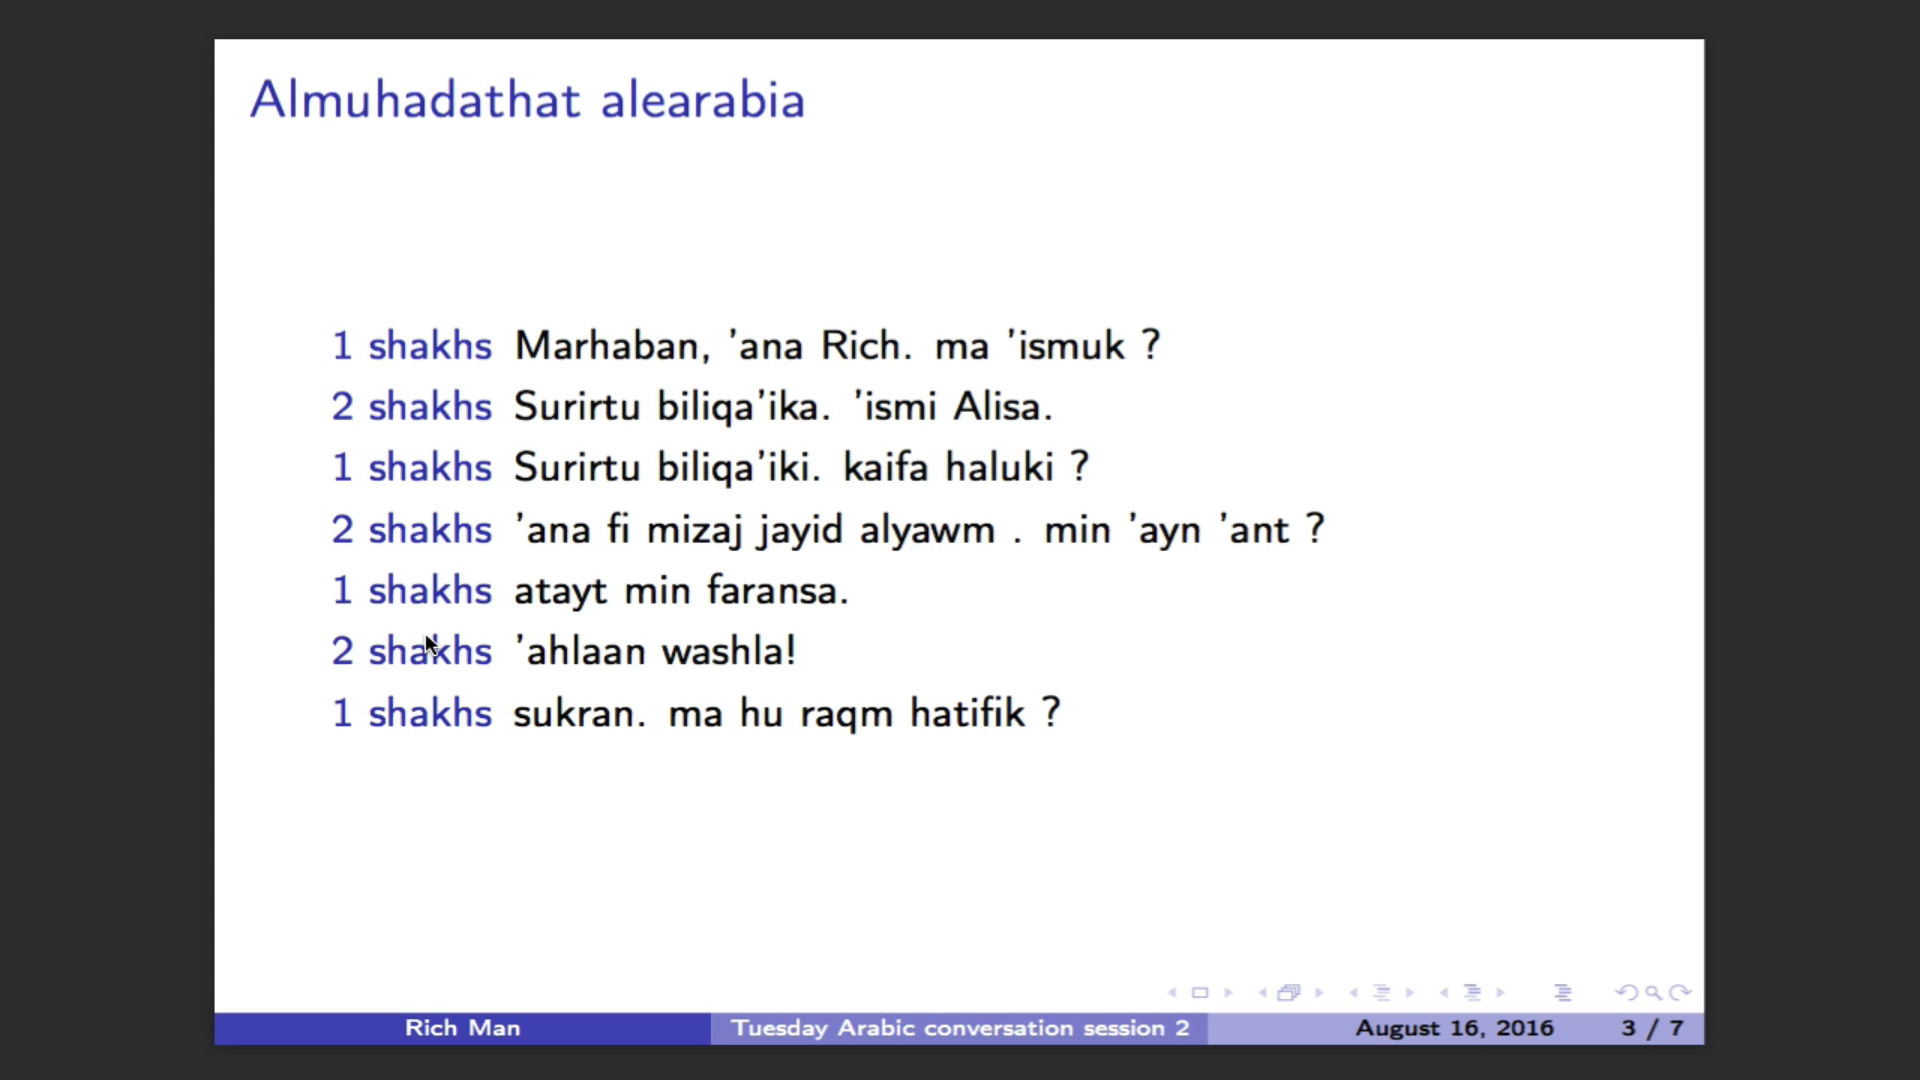 Almuhadathat alearabia
1 shakhs Marhaban, 'ana Rich. ma 'ismuk ?
2 shakhs Surirtu biliqa'ika. 'ismi Alisa.
1 shakhs Surirtu biliqa'iki. kaifa haluki ?
2 shakhs 'ana fi mizaj jayid alyawm . min 'ayn 'ant ?
1 shakhs atayt min faransa.
2 shakhs 'ahlaan washla!
1 shakhs sukran. ma hu raqm hatifik ?
Rich Man Tuesday Arabic conversation session 2 August 16, 2016 3 / 7